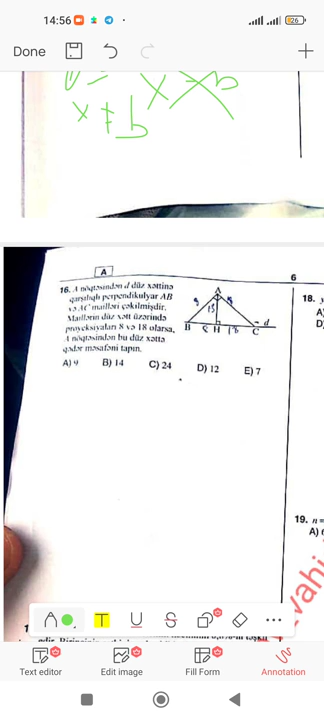 14:56
26
Done
x + b
A
6
16. A nöqtəsindən d düz xəttinə
qarşılıqlı perpendikulyar AB
və AC mailləri çəkilmişdir.
Maillərin düz xətt üzərində
proyeksiyaları 8 və 18 olarsa,
A nöqtəsindən bu düz xəttə
qədər məsafəni tapın.
A) 9 B) 14 C) 24 D) 12 E) 7
A
B 8 H 18 C d
18.
A)
D)
19. n=
A)
vahi
Text editor
Edit image
Fill Form
Annotation